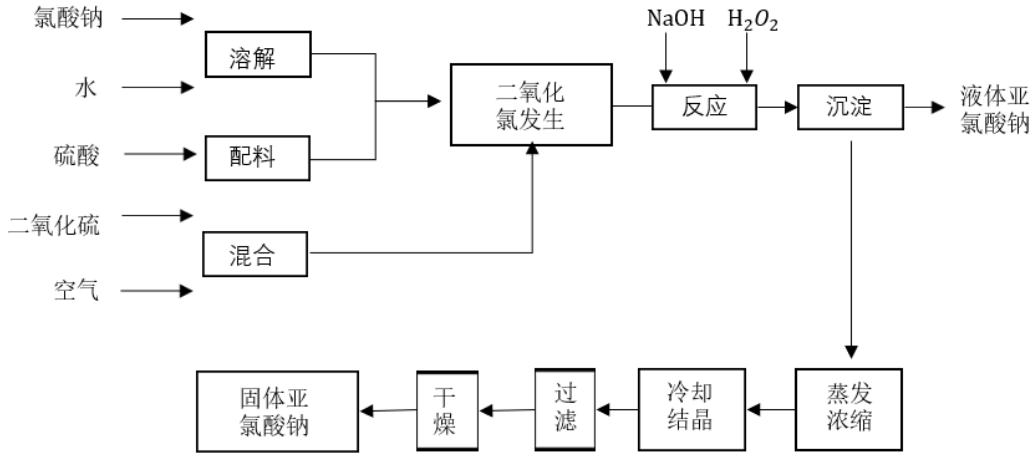 氯酸钠
水
硫酸
二氧化硫
空气
溶解
配料
混合
二氧化
氯发生
NaOH
H₂O₂
反应
沉淀
液体亚
氯酸钠
固体亚
氯酸钠
干
燥
过
滤
冷却
结晶
蒸发
浓缩